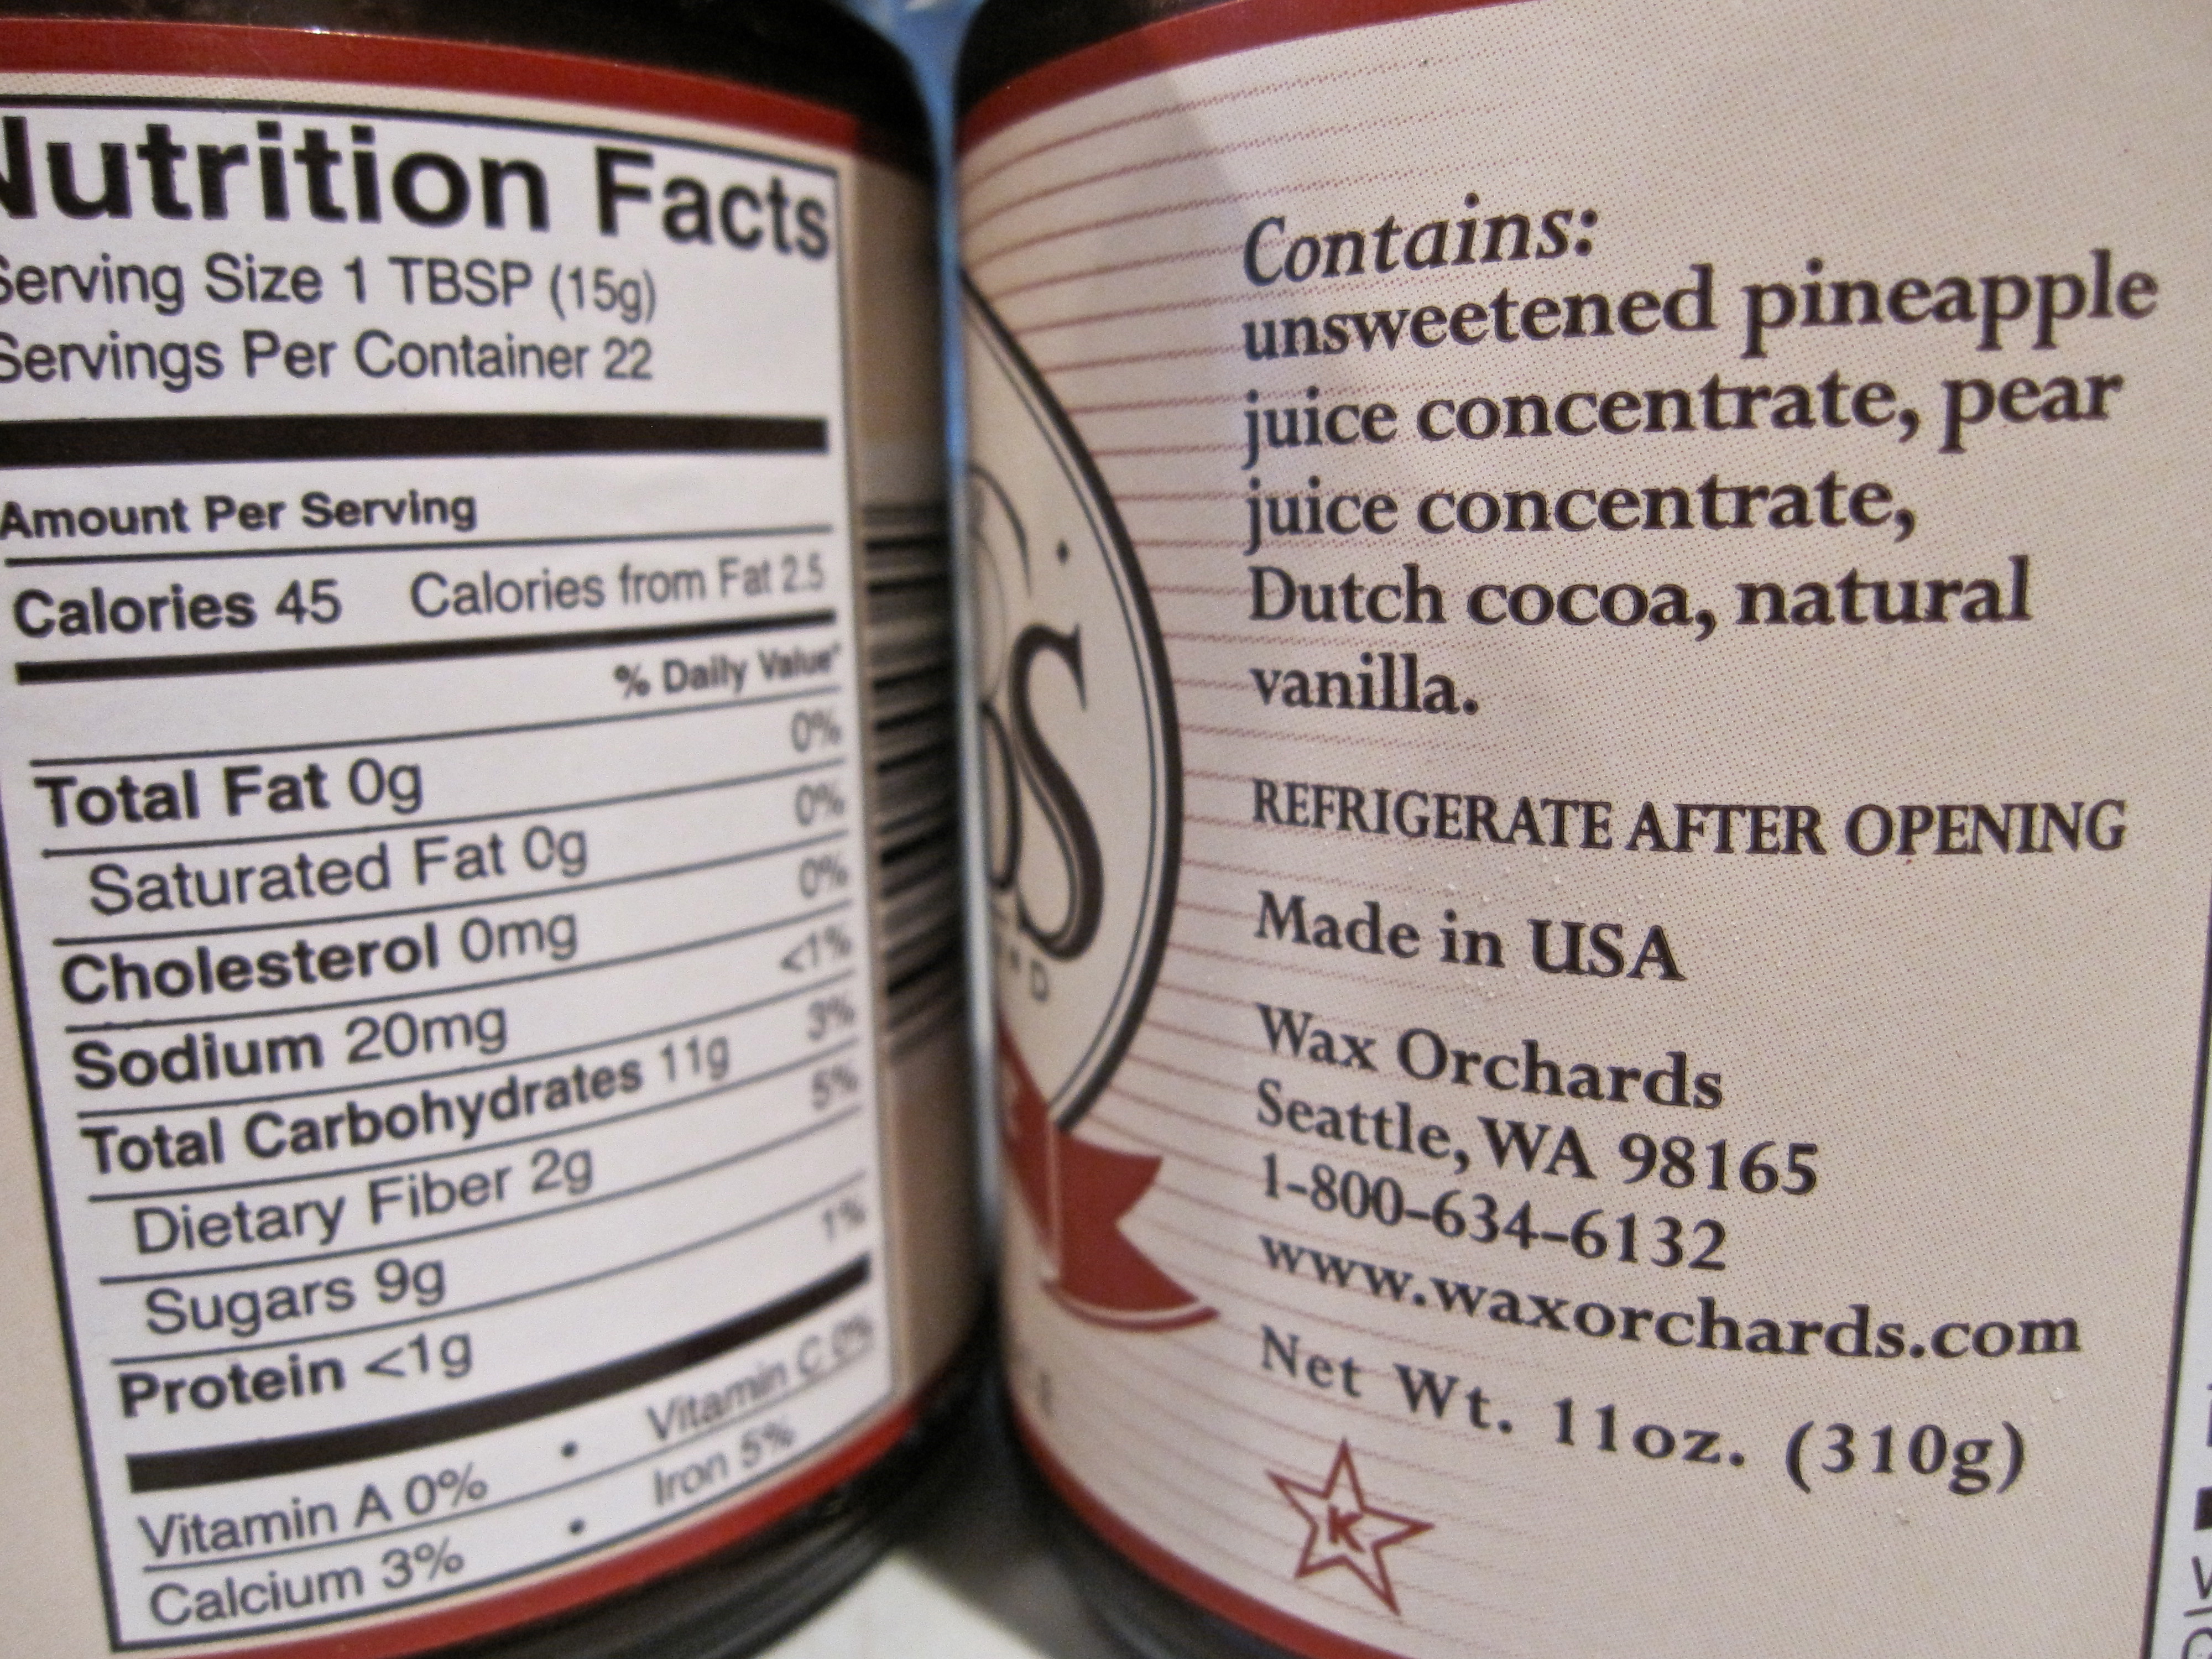 Nutrition Facts
Serving Size 1 TBSP (15g)
Servings Per Container 22
Amount Per Serving
Calories 45 Calories from Fat 2.5
% Daily Value*
Total Fat 0g 0%
Saturated Fat 0g 0%
Cholesterol 0mg 0%
Sodium 20mg <1%
Total Carbohydrates 11g 3%
Dietary Fiber 2g 5%
Sugars 9g
Protein <1g 1%
Vitamin A 0% • Vitamin C 0%
Calcium 3% • Iron 5%
Contains:
unsweetened pineapple
juice concentrate, pear
juice concentrate,
Dutch cocoa, natural
vanilla.
REFRIGERATE AFTER OPENING
Made in USA
Wax Orchards
Seattle, WA 98165
1-800-634-6132
www.waxorchards.com
Net Wt. 11oz. (310g)
K